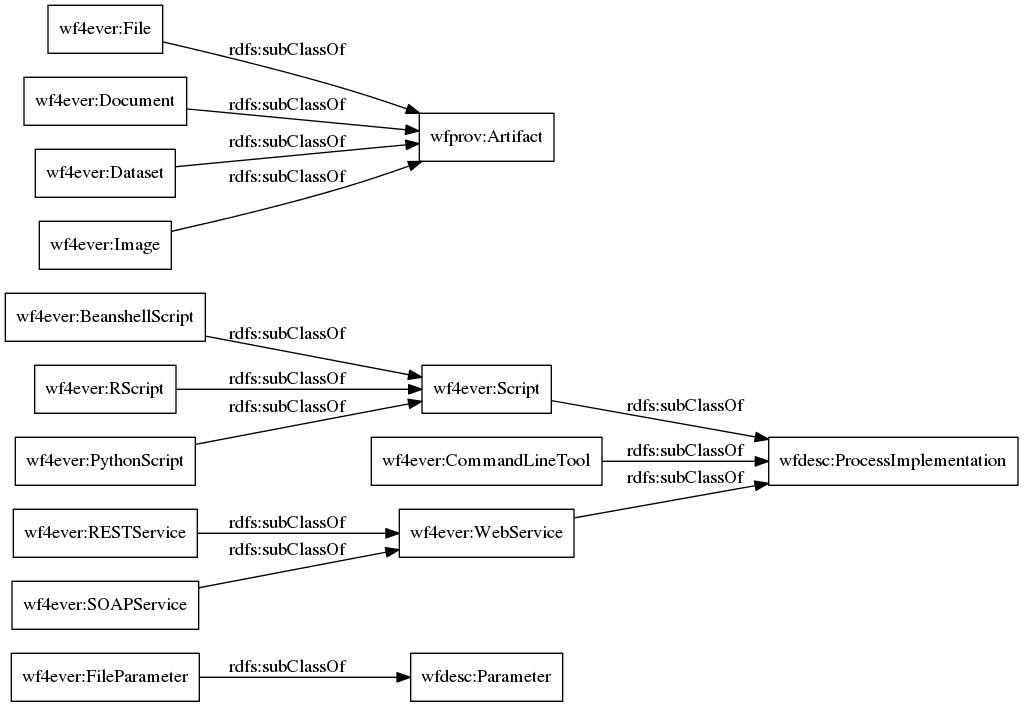 wf4ever:File
rdfs:subClassOf
wf4ever:Document
rdfs:subClassOf
wfprov:Artifact
rdfs:subClassOf
wf4ever:Dataset
rdfs:subClassOf
wf4ever:Image
wf4ever:BeanshellScript
rdfs:subClassOf
wf4ever:RScript
rdfs:subClassOf
wf4ever:Script
rdfs:subClassOf
rdfs:subClassOf
wf4ever:PythonScript
wf4ever:CommandLineTool
rdfs:subClassOf
wfdesc:ProcessImplementation
rdfs:subClassOf
wf4ever:RESTService
rdfs:subClassOf
wf4ever:WebService
rdfs:subClassOf
wf4ever:SOAPService
wf4ever:FileParameter
rdfs:subClassOf
wfdesc:Parameter